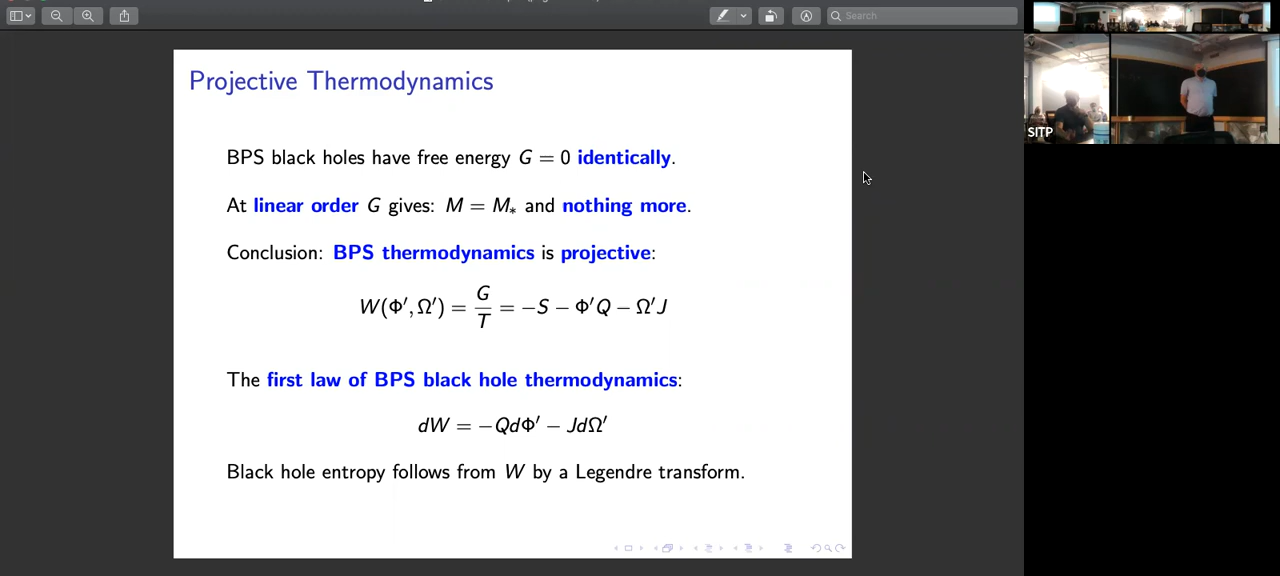 Search
Projective Thermodynamics
BPS black holes have free energy G = 0 identically.
At linear order G gives: M = M∗ and nothing more.
Conclusion: BPS thermodynamics is projective:
W(Φ′, Ω′) = G/T = −S − Φ′Q − Ω′J
The first law of BPS black hole thermodynamics:
dW = −QdΦ′ − JdΩ′
Black hole entropy follows from W by a Legendre transform.
SITP